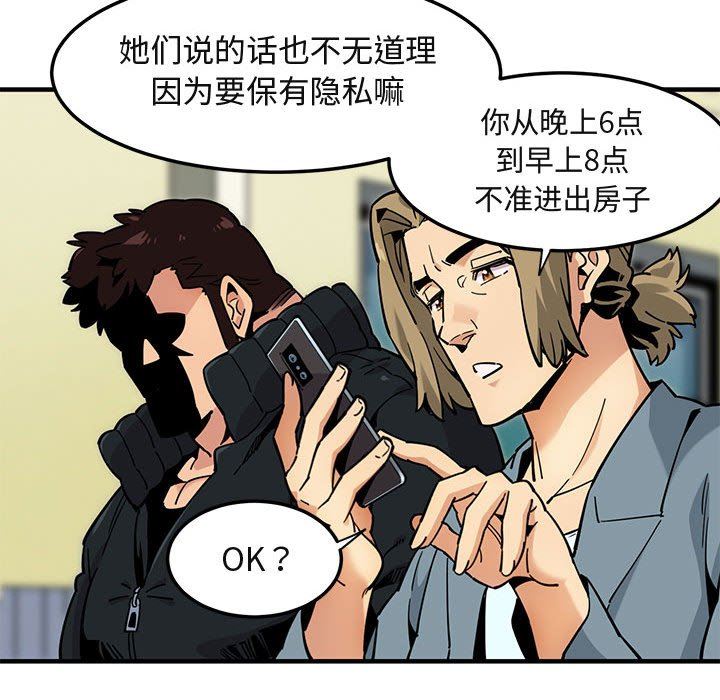 她们说的话也不无道理
因为要保有隐私嘛
你从晚上6点
到早上8点
不准进出房子
OK？